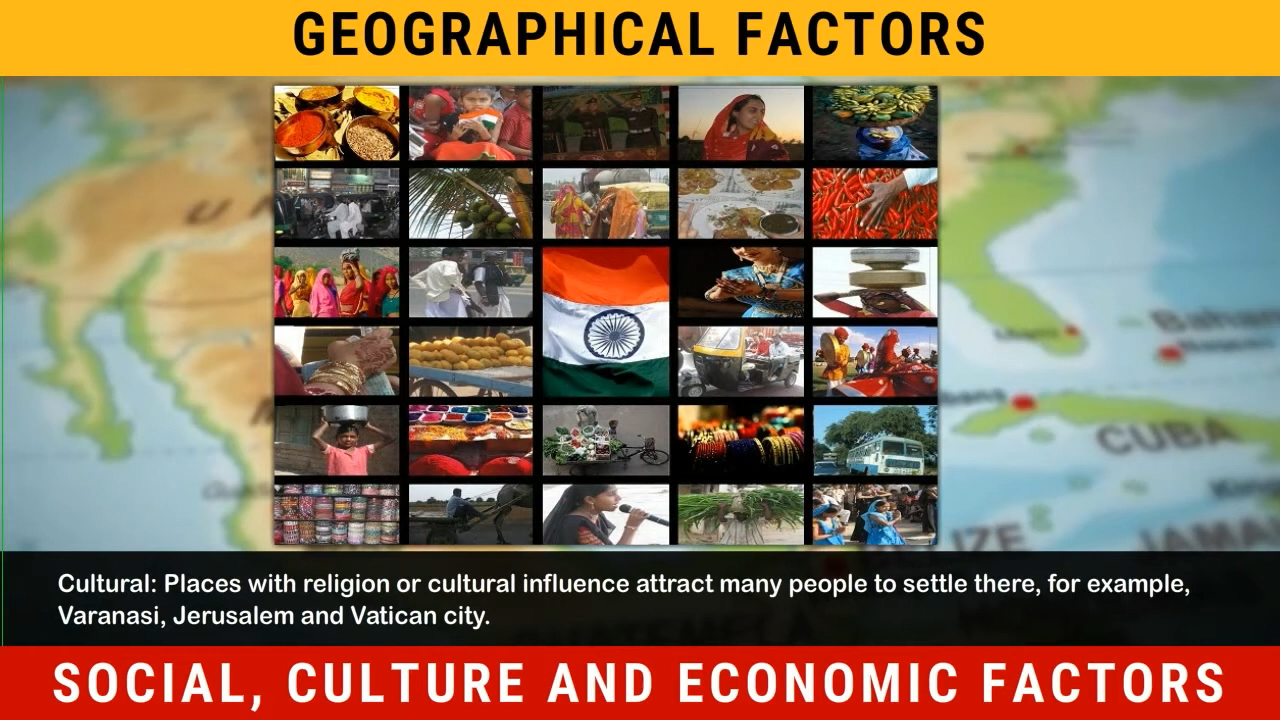 GEOGRAPHICAL FACTORS
CUBA
Cultural: Places with religion or cultural influence attract many people to settle there, for example,
Varanasi, Jerusalem and Vatican city.
SOCIAL, CULTURE AND ECONOMIC FACTORS